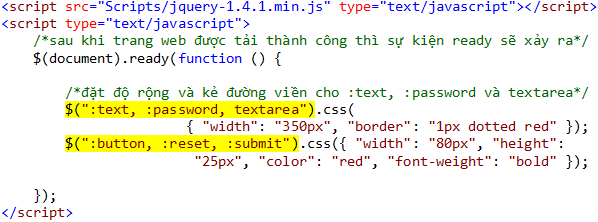 <script src="Scripts/jquery-1.4.1.min.js" type="text/javascript"></script>
<script type="text/javascript">
/*sau khi trang web được tải thành công thì sự kiện ready sẽ xảy ra*/
$(document).ready(function () {
/*đặt độ rộng và kẻ đường viền cho :text, :password và textarea*/
$(":text, :password, textarea").css(
{ "width": "350px", "border": "1px dotted red" });
$(":button, :reset, :submit").css({ "width": "80px", "height":
"25px", "color": "red", "font-weight": "bold" });
});
</script>